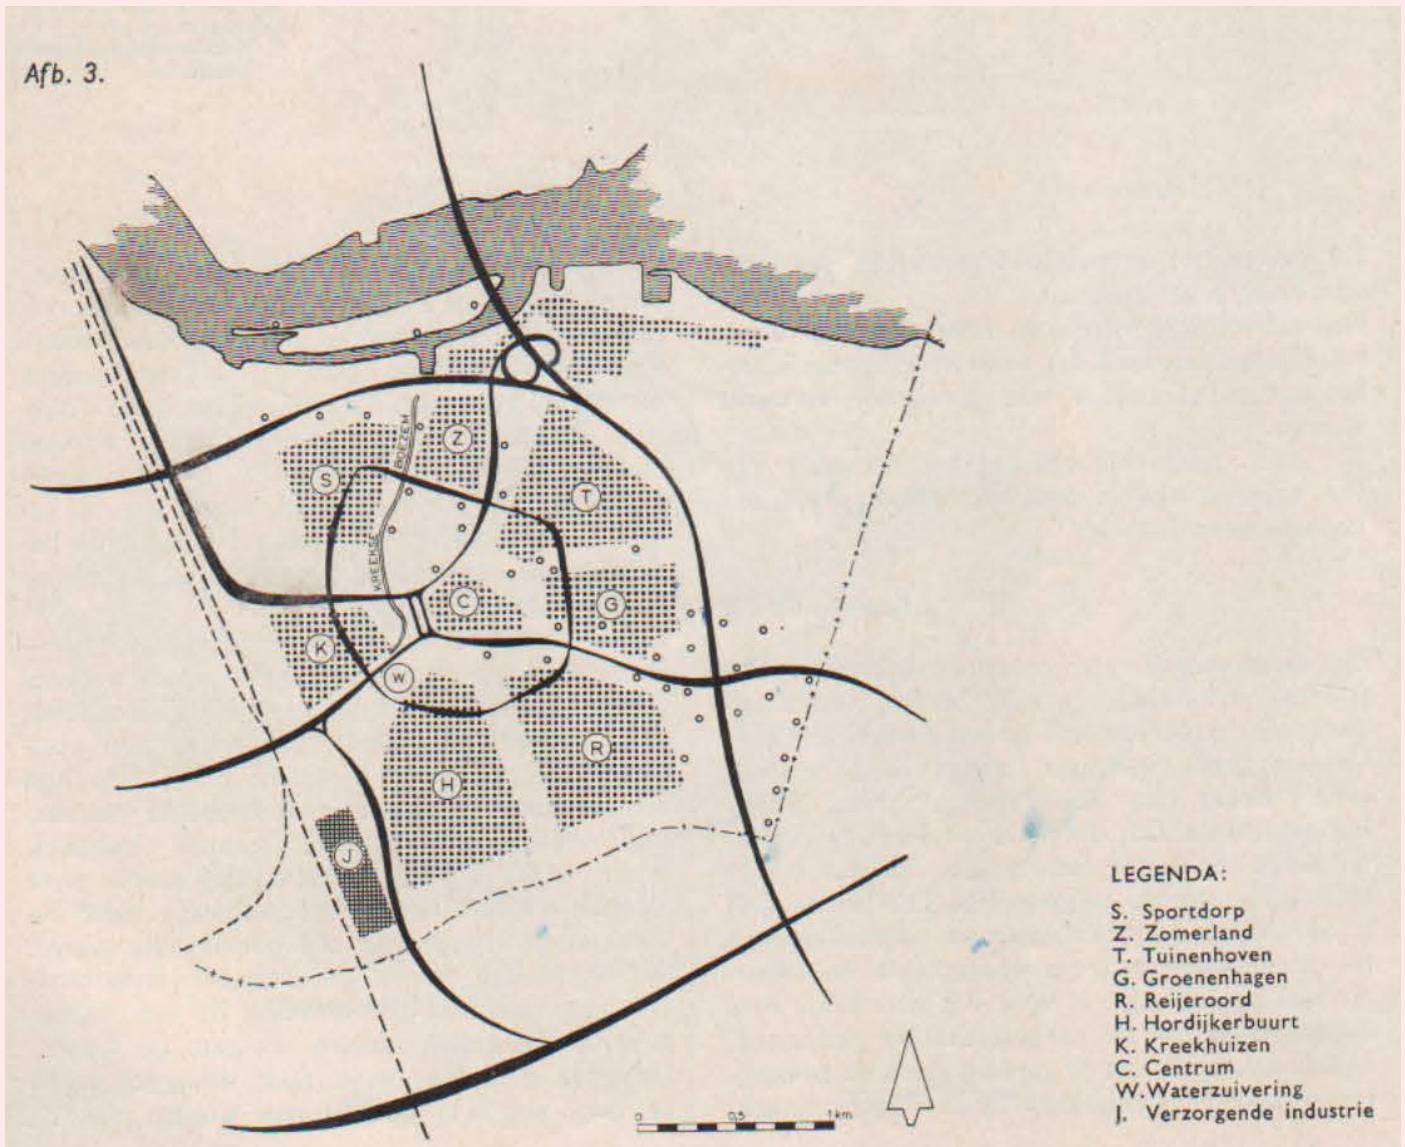 Afb. 3.
BOEZEM
Z
S
T
KREEKSE
C
G
K
W
R
H
J
LEGENDA:
S. Sportdorp
Z. Zomerland
T. Tuinenhoven
G. Groenenhagen
R. Reijeroord
H. Hordijkerbuurt
K. Kreekhuizen
C. Centrum
W. Waterzuivering
J. Verzorgende industrie
0 0,5 1 km